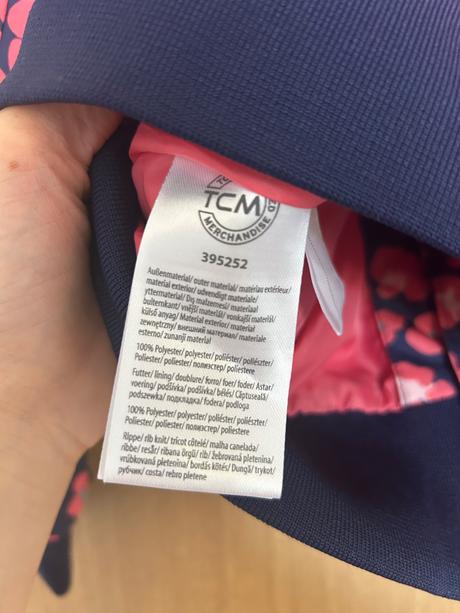 TCM
MERCHANDISE
395252
Außenmaterial/ outer material/ matériau extérieur/
material exterior/ udvendigt materiale/
yttermaterial/ Dış malzemesi/ materiaal
buitenkant/ vnější materiál/ vonkajší materiál/
külső anyag/ Material exterior/ materiał
zewnętrzny/ внешний материал/ materiale
esterno/ zunanji material
100% Polyester/ polyester/ poliéster/ poliészter/
Poliester/ poliester/ полиэстер/ poliestere
Futter/ lining/ doublure/ forro/ foer/ foder/ Astar/
voering/ podšívka/ podšívka/ bélés/ Căptuseală/
podszewka/ подкладка/ fodera/ podloga
100% Polyester/ polyester/ poliéster/ poliészter/
Poliester/ poliester/ полиэстер/ poliestere
Rippe/ rib knit/ tricot côtelé/ malha canelada/
ribbe/ resår/ ribana örgü/ rib/ žebrovaná pletenina/
vrúbkovaná pletenina/ bordás kötés/ Dungă/ trykot/
рубчик/ costa/ rebro pletene